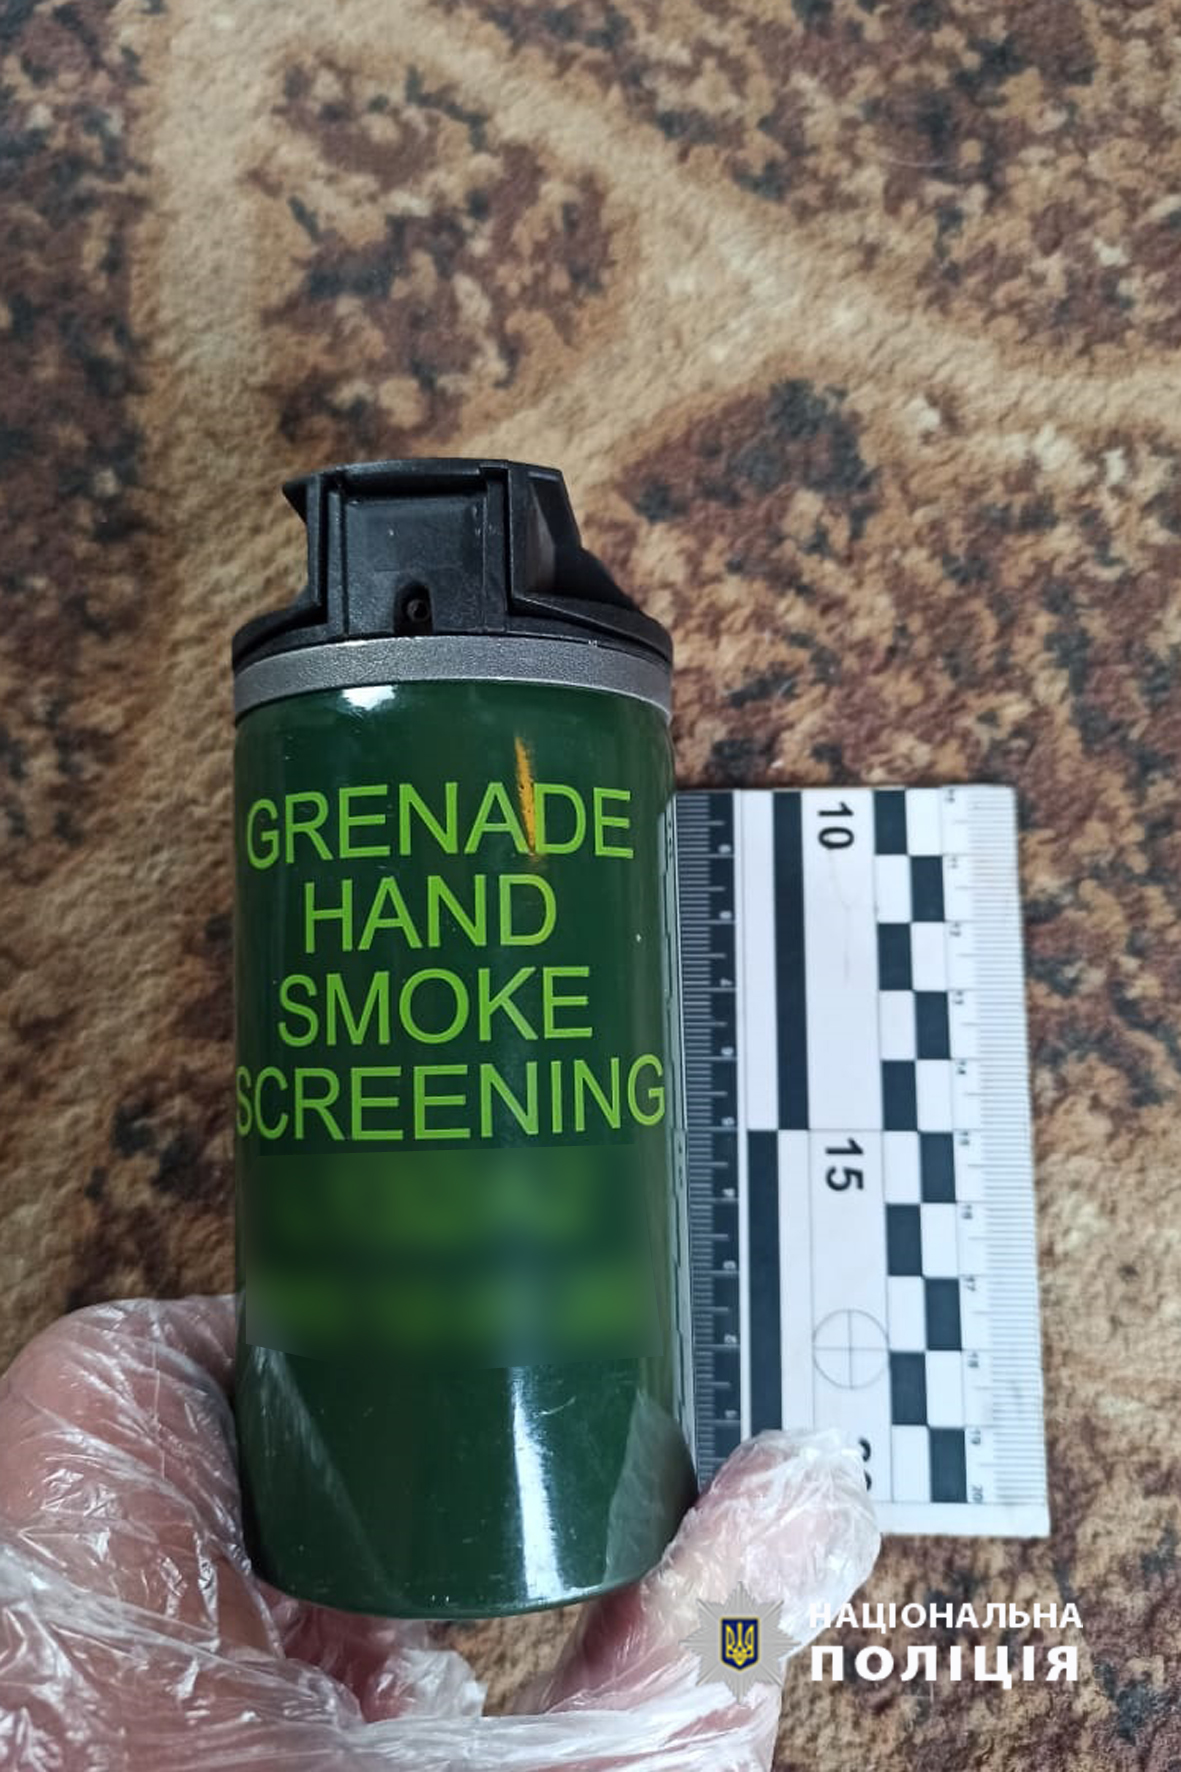 GRENADE
HAND
SMOKE
SCREENING
10
15
НАЦІОНАЛЬНА
ПОЛІЦІЯ